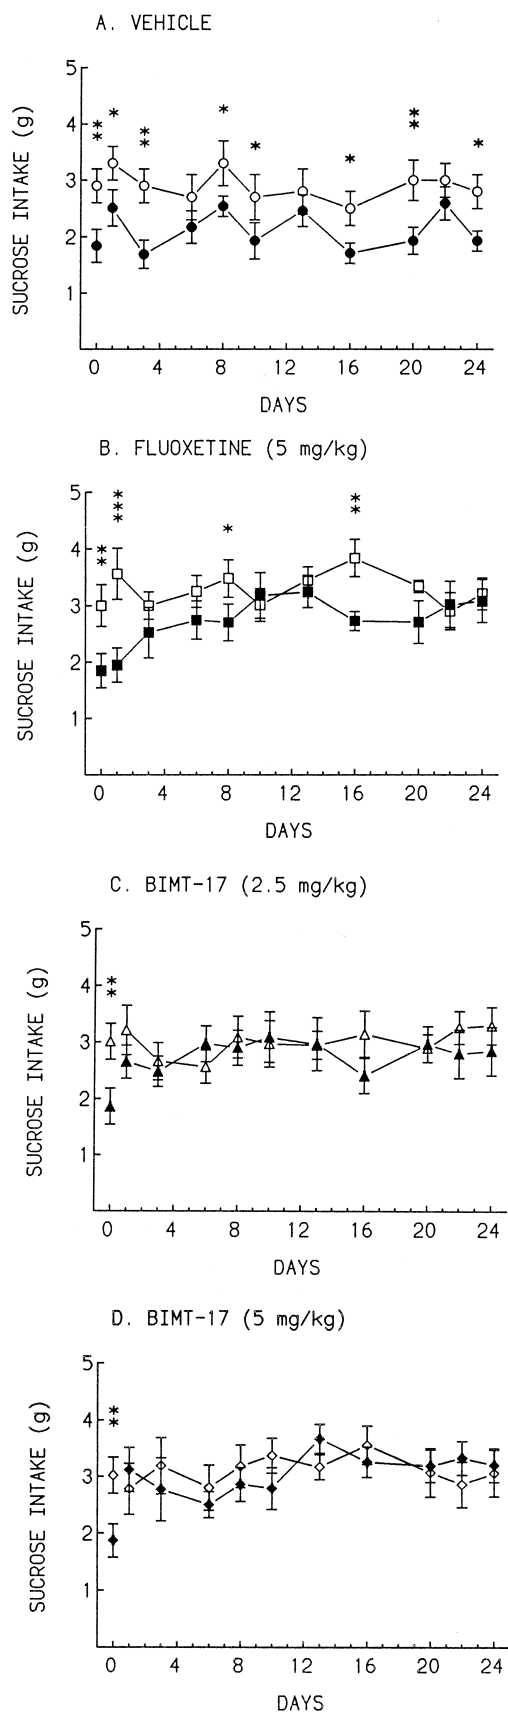 A. VEHICLE
5
4
3
2
1
SUCROSE INTAKE (g)
* * * * * * * * * * *
0 4 8 12 16 20 24
DAYS
B. FLUOXETINE (5 mg/kg)
5
4
3
2
1
SUCROSE INTAKE (g)
* * * * * * * *
0 4 8 12 16 20 24
DAYS
C. BIMT-17 (2.5 mg/kg)
5
4
3
2
1
SUCROSE INTAKE (g)
* *
0 4 8 12 16 20 24
DAYS
D. BIMT-17 (5 mg/kg)
5
4
3
2
1
SUCROSE INTAKE (g)
* *
0 4 8 12 16 20 24
DAYS